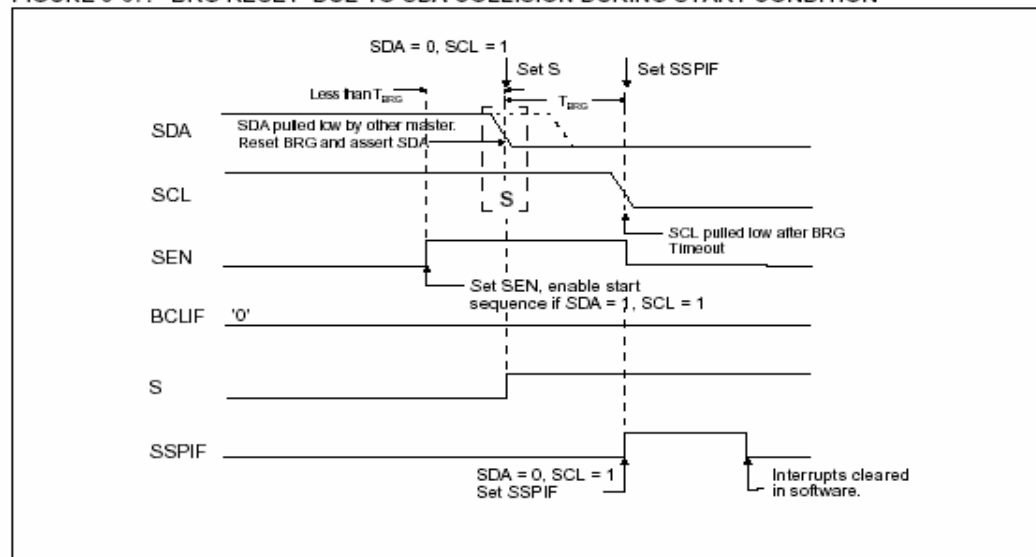 SDA = 0, SCL = 1
Set S
Set SSPIF
Less than TBRG
TBRG
SDA
SDA pulled low by other master.
Reset BRG and assert SDA
SCL
S
SCL pulled low after BRG
Timeout
SEN
Set SEN, enable start
sequence if SDA = 1, SCL = 1
BCLIF
'0'
S
SSPIF
SDA = 0, SCL = 1
Set SSPIF
Interrupts cleared
in software.